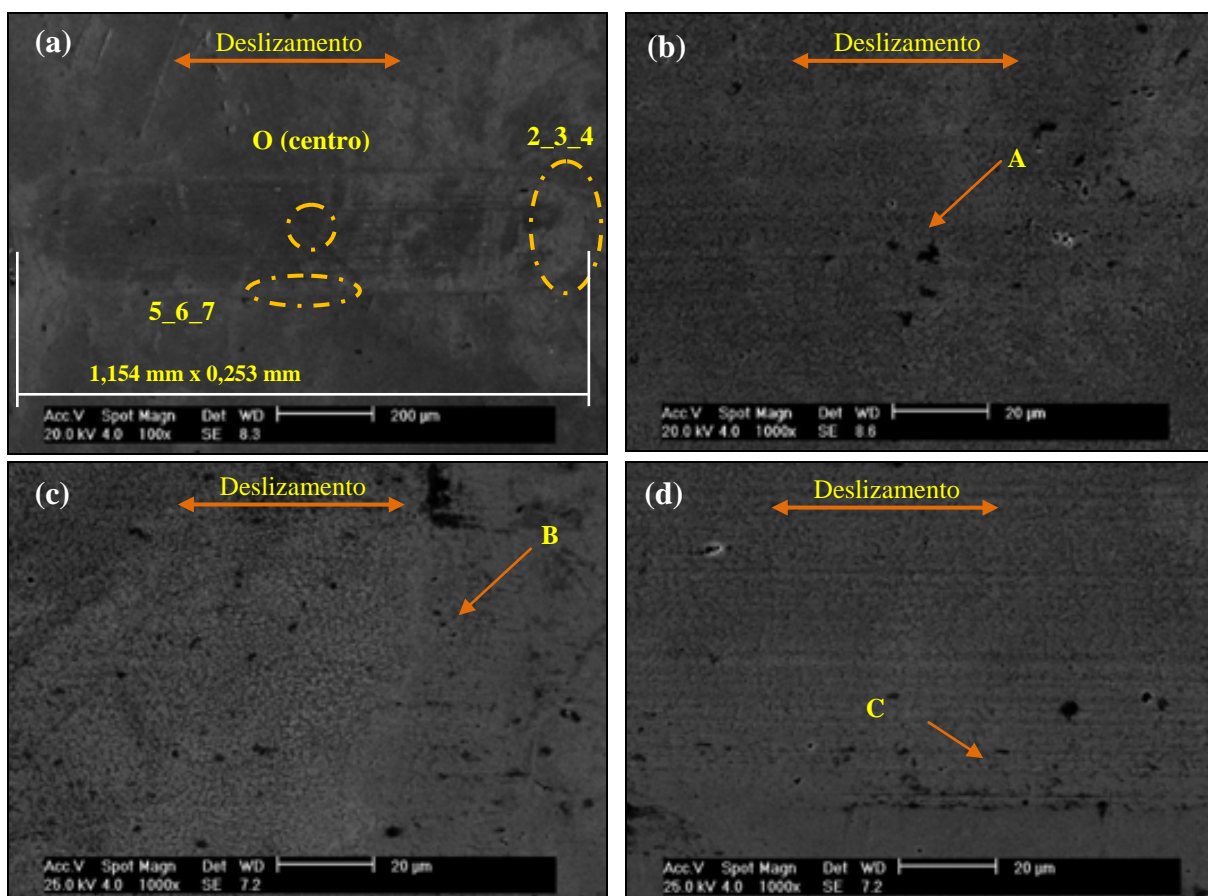 (a)
Deslizamento
O (centro)
2_3_4
5_6_7
1,154 mm x 0,253 mm
Acc.V Spot Magn Det WD 200 µm
20.0 kV 4.0 100x SE 8.3
(b)
Deslizamento
A
Acc.V Spot Magn Det WD 20 µm
20.0 kV 4.0 1000x SE 8.6
(c)
Deslizamento
B
Acc.V Spot Magn Det WD 20 µm
25.0 kV 4.0 1000x SE 7.2
(d)
Deslizamento
C
Acc.V Spot Magn Det WD 20 µm
25.0 kV 4.0 1000x SE 7.2